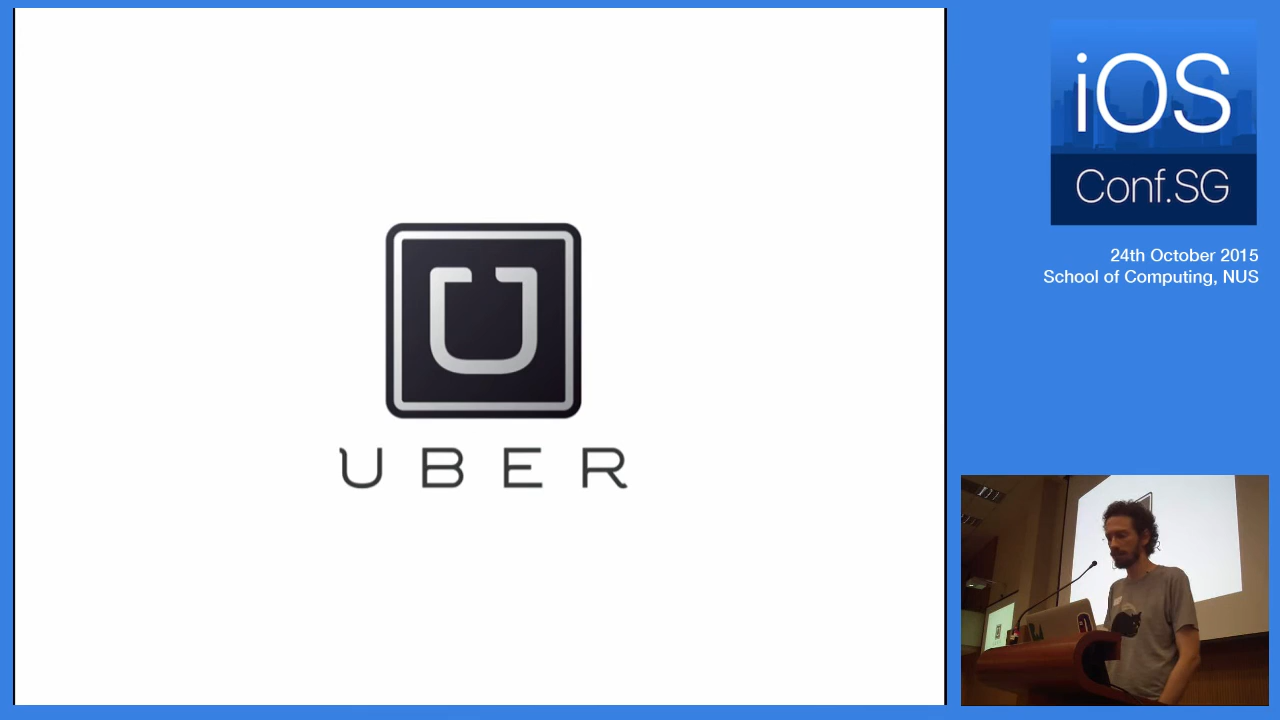 U
UBER
iOS
Conf.SG
24th October 2015
School of Computing, NUS